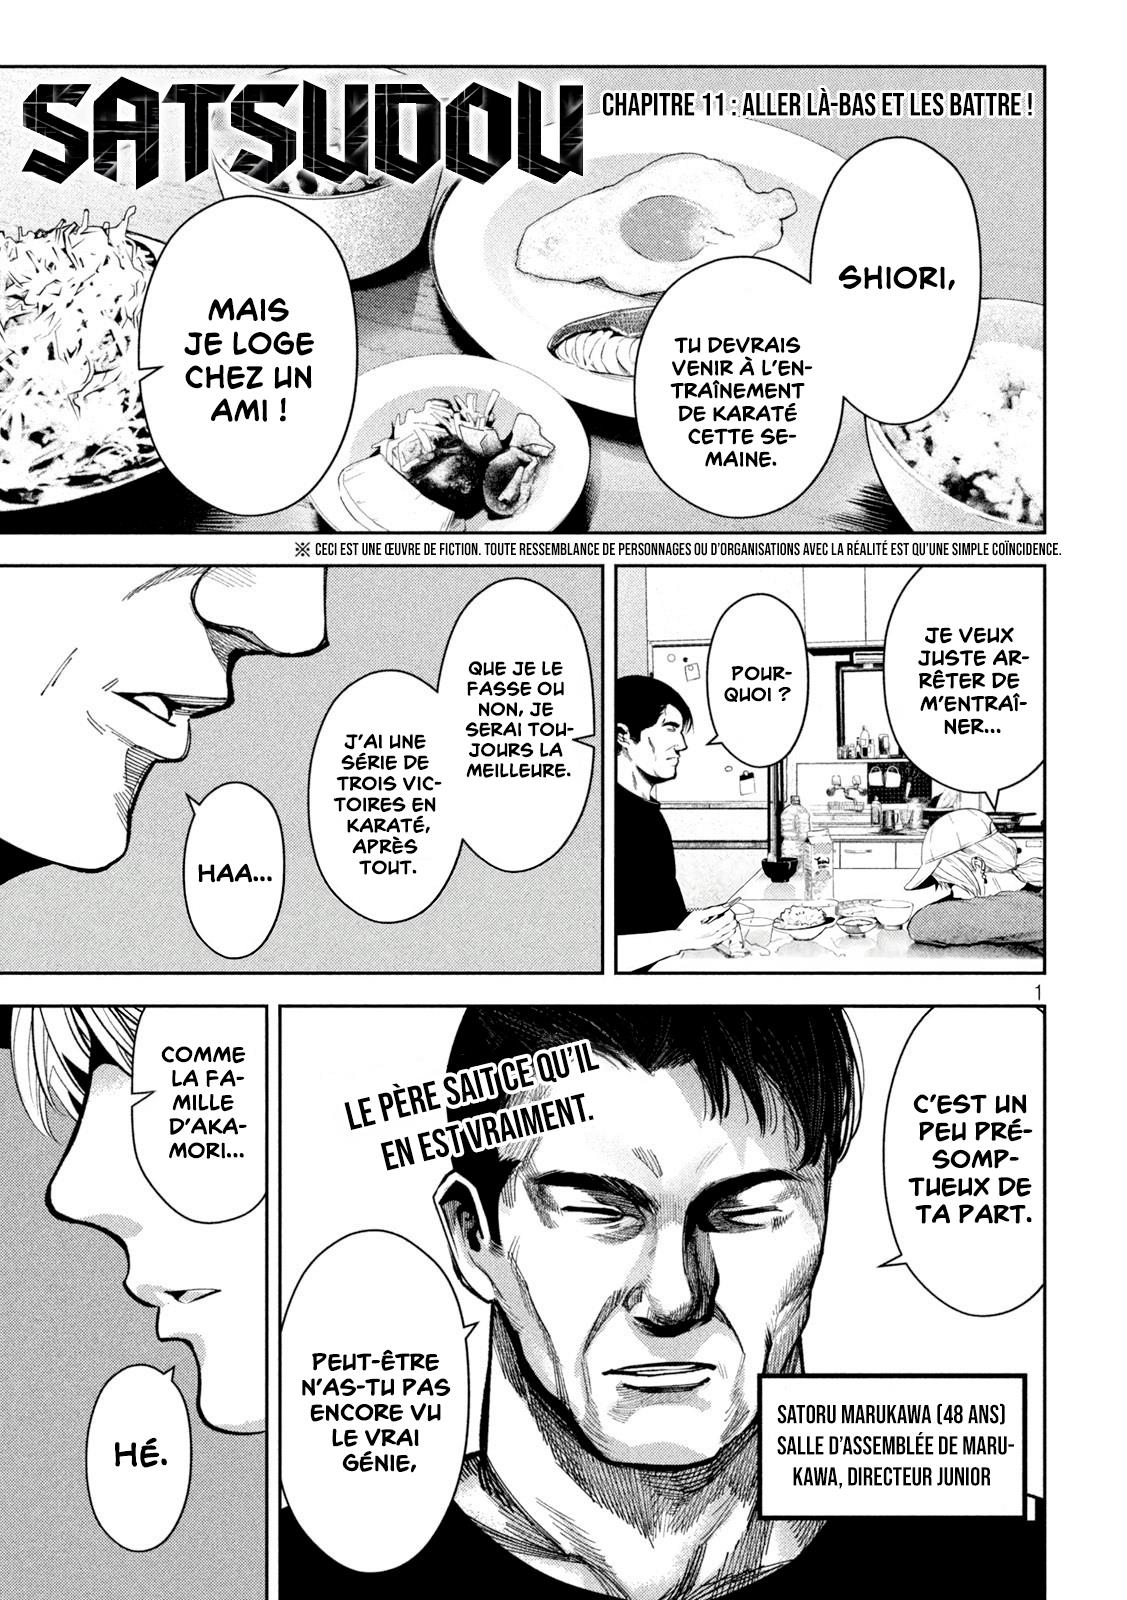 SATSUDOU
CHAPITRE 11 : ALLER LÀ-BAS ET LES BATTRE !
SHIORI,
TU DEVRAIS
VENIR À L'EN-
TRAÎNEMENT
DE KARATÉ
CETTE SE-
MAINE.
MAIS
JE LOGE
CHEZ UN
AMI !
※ CECI EST UNE ŒUVRE DE FICTION. TOUTE RESSEMBLANCE DE PERSONNAGES OU D'ORGANISATIONS AVEC LA RÉALITÉ EST QU'UNE SIMPLE COÏNCIDENCE.
JE VEUX
JUSTE AR-
RÊTER DE
M'ENTRAÎ-
NER...
POUR-
QUOI ?
QUE JE LE
FASSE OU
NON, JE
SERAI TOU-
JOURS LA
MEILLEURE.
J'AI UNE
SÉRIE DE
TROIS VIC-
TOIRES EN
KARATÉ,
APRÈS
TOUT.
HAA...
1
C'EST UN
PEU PRÉ-
SOMP-
TUEUX DE
TA PART.
LE PÈRE SAIT CE QU'IL
EN EST VRAIMENT.
PEUT-ÊTRE
N'AS-TU PAS
ENCORE VU
LE VRAI
GÉNIE,
SATORU MARUKAWA (48 ANS)
SALLE D'ASSEMBLÉE DE MARU-
KAWA, DIRECTEUR JUNIOR
COMME
LA FA-
MILLE
D'AKA-
MORI...
HÉ.